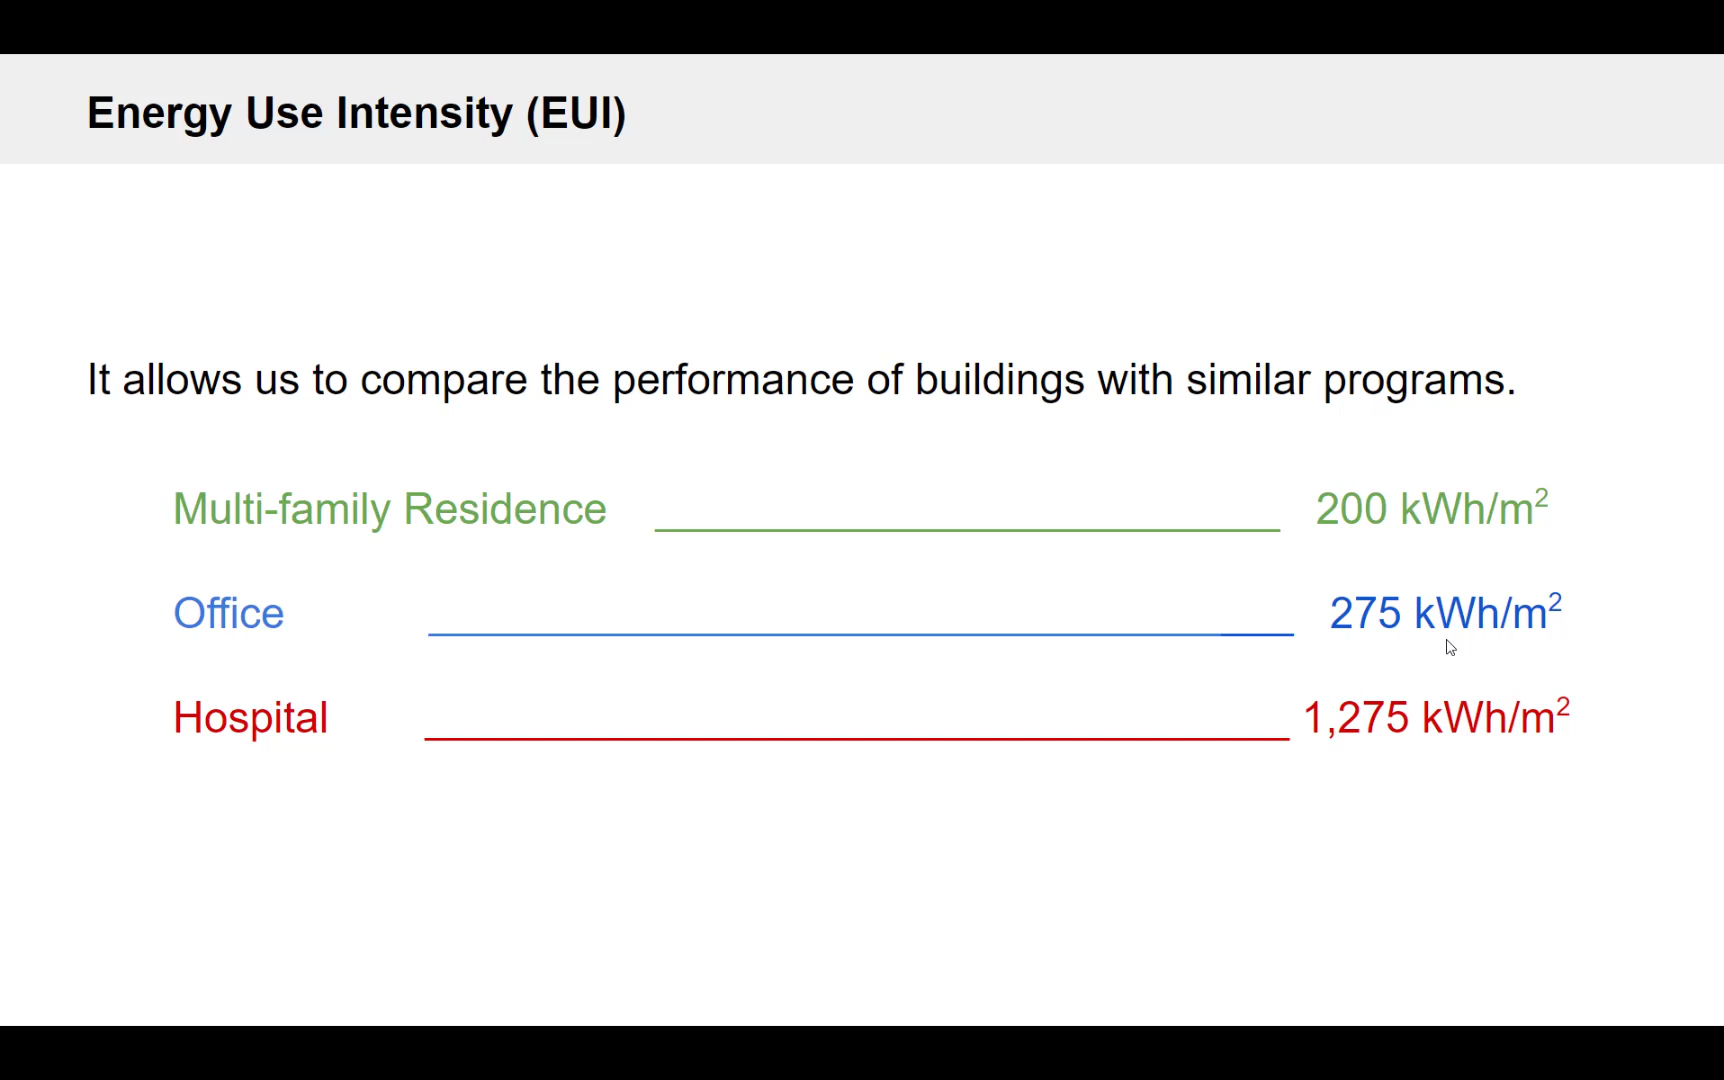 Energy Use Intensity (EUI)
It allows us to compare the performance of buildings with similar programs.
Multi-family Residence 200 kWh/m²
Office 275 kWh/m²
Hospital 1,275 kWh/m²